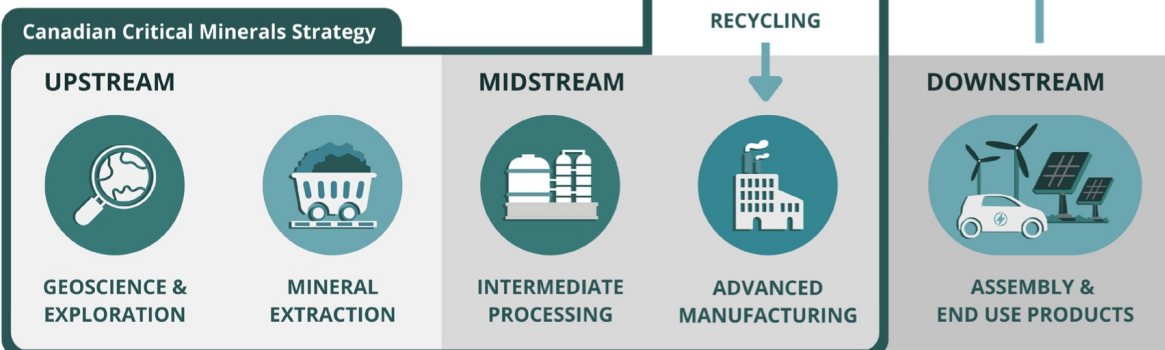 Canadian Critical Minerals Strategy
RECYCLING
UPSTREAM
MIDSTREAM
DOWNSTREAM
GEOSCIENCE &
EXPLORATION
MINERAL
EXTRACTION
INTERMEDIATE
PROCESSING
ADVANCED
MANUFACTURING
ASSEMBLY &
END USE PRODUCTS